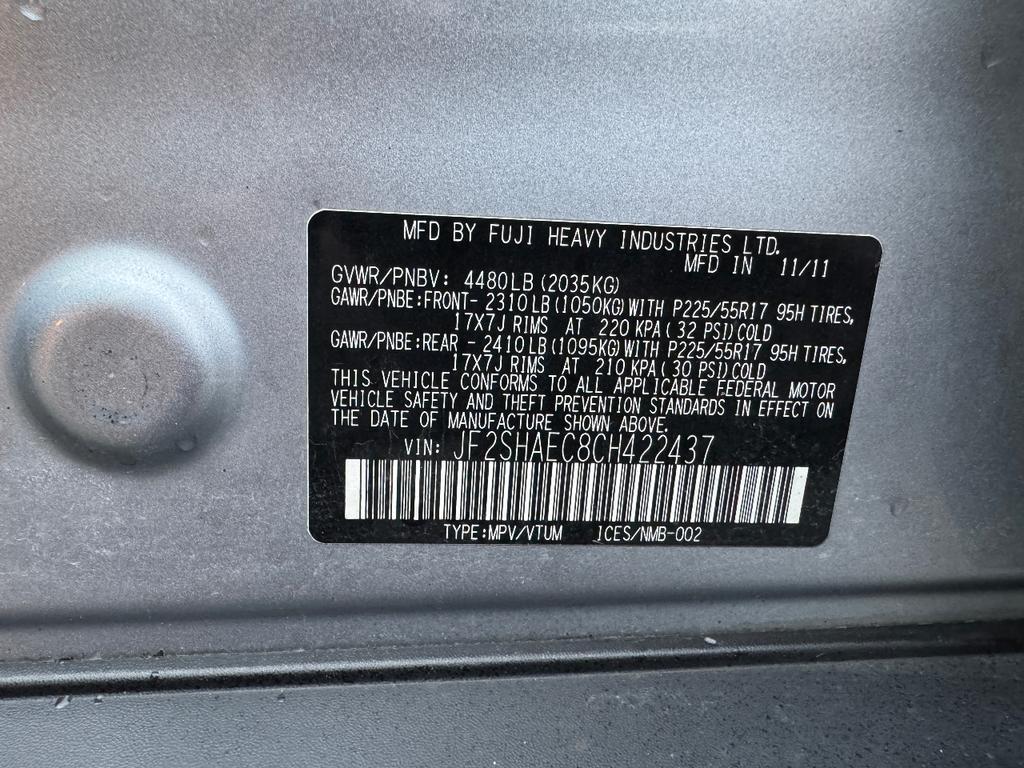 MFD BY FUJI HEAVY INDUSTRIES LTD.
MFD IN 11/11
GVWR/PNBV: 4480LB (2035KG)
GAWR/PNBE:FRONT- 2310LB (1050KG) WITH P225/55R17 95H TIRES,
17X7J RIMS AT 220 KPA ( 32 PSI) COLD
GAWR/PNBE:REAR - 2410LB (1095KG) WITH P225/55R17 95H TIRES,
17X7J RIMS AT 210 KPA ( 30 PSI) COLD
THIS VEHICLE CONFORMS TO ALL APPLICABLE FEDERAL MOTOR
VEHICLE SAFETY AND THEFT PREVENTION STANDARDS IN EFFECT ON
THE DATE OF MANUFACTURE SHOWN ABOVE.
VIN: JF2SHAEC8CH422437
TYPE:MPV/VTUM ICES/NMB-002